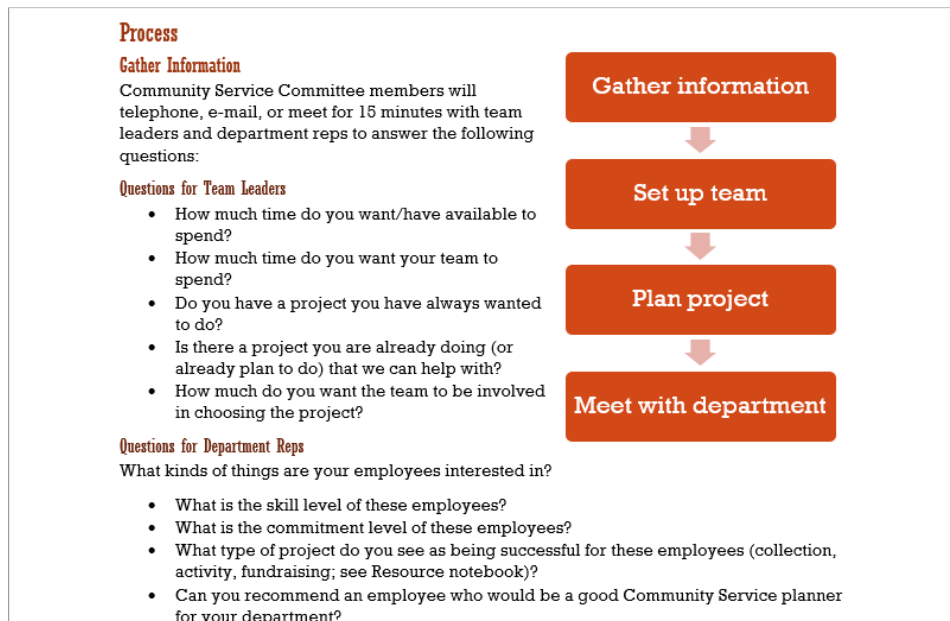 Process
Gather Information
Community Service Committee members will
telephone, e-mail, or meet for 15 minutes with team
leaders and department reps to answer the following
questions:
Questions for Team Leaders
• How much time do you want/have available to
spend?
• How much time do you want your team to
spend?
• Do you have a project you have always wanted
to do?
• Is there a project you are already doing (or
already plan to do) that we can help with?
• How much do you want the team to be involved
in choosing the project?
Gather information
Set up team
Plan project
Meet with department
Questions for Department Reps
What kinds of things are your employees interested in?
• What is the skill level of these employees?
• What is the commitment level of these employees?
• What type of project do you see as being successful for these employees (collection,
activity, fundraising; see Resource notebook)?
• Can you recommend an employee who would be a good Community Service planner
for your department?